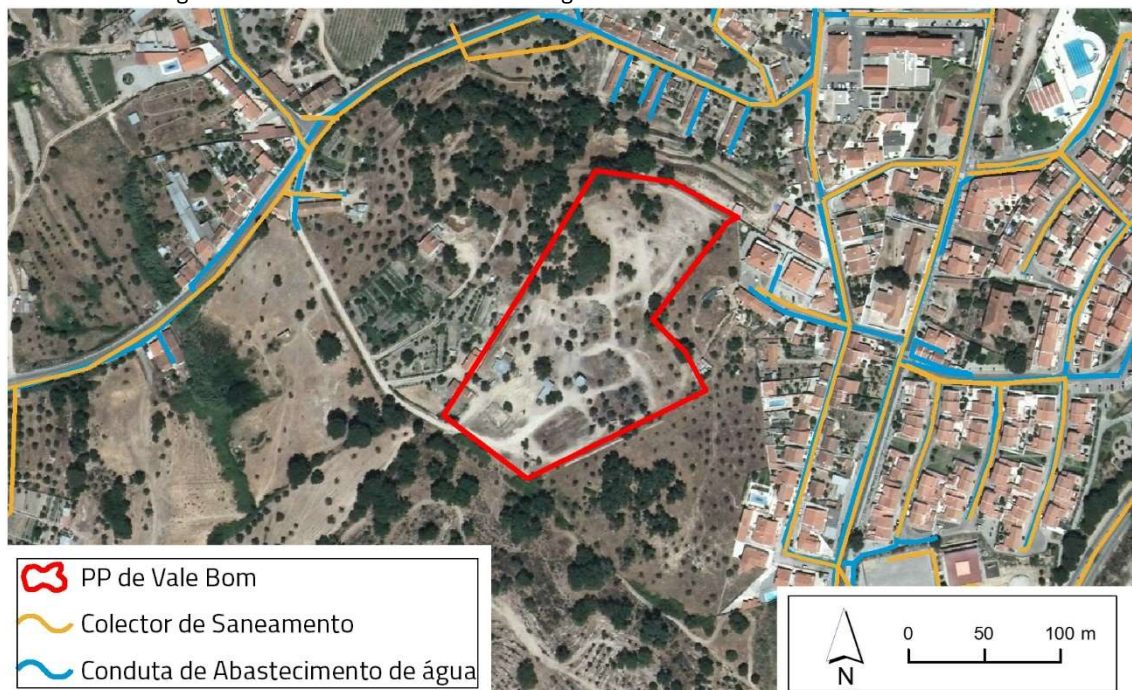 PP de Vale Bom
Colector de Saneamento
Conduta de Abastecimento de água
0 50 100 m
N